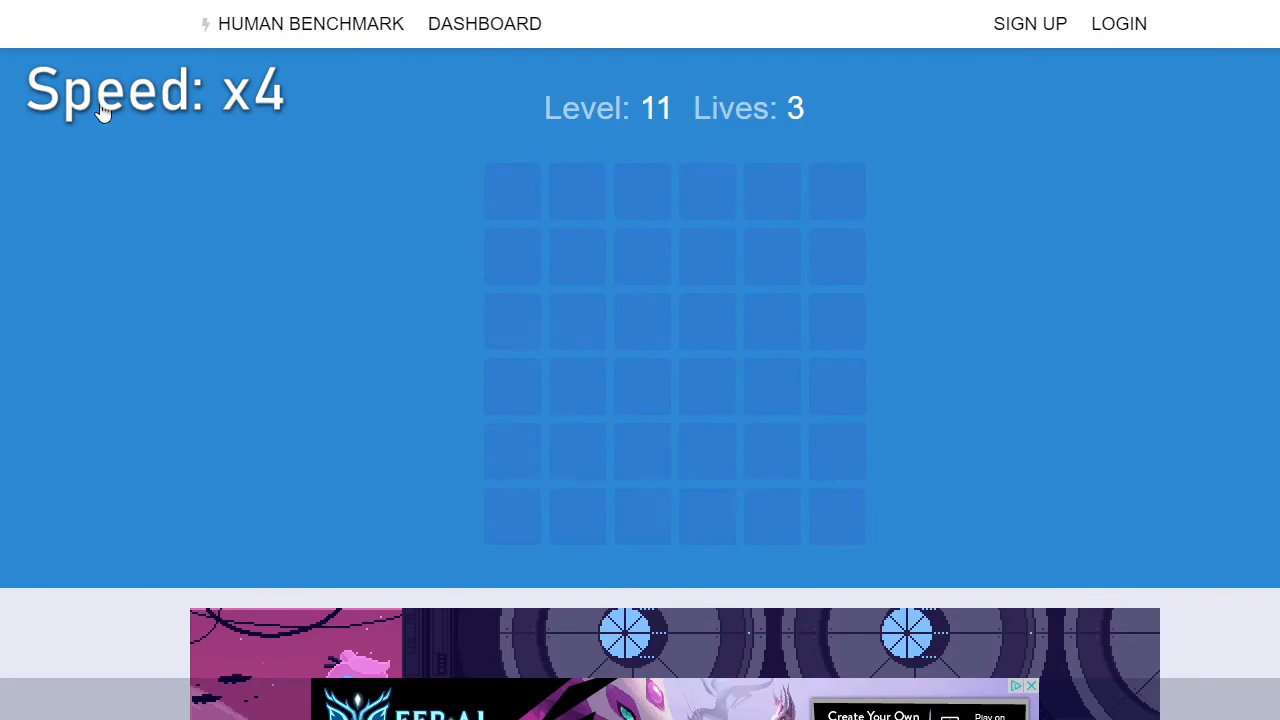 HUMAN BENCHMARK DASHBOARD SIGN UP LOGIN
Speed: x4
Level: 11 Lives: 3
Create Your Own
Play on